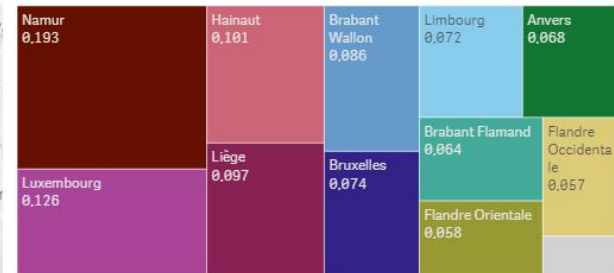 Namur
0,193
Luxembourg
0,126
Hainaut
0,101
Liège
0,097
Brabant
Wallon
0,086
Bruxelles
0,074
Limbourg
0,072
Anvers
0,068
Brabant Flamand
0,064
Flandre Orientale
0,058
Flandre
Occidenta
le
0,057